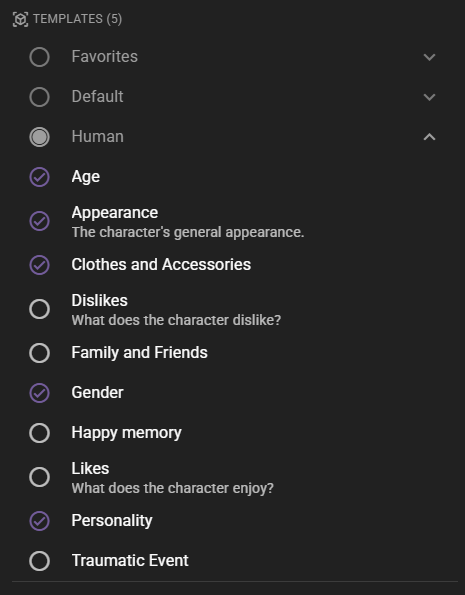 TEMPLATES (5)
Favorites
Default
Human
Age
Appearance
The character's general appearance.
Clothes and Accessories
Dislikes
What does the character dislike?
Family and Friends
Gender
Happy memory
Likes
What does the character enjoy?
Personality
Traumatic Event